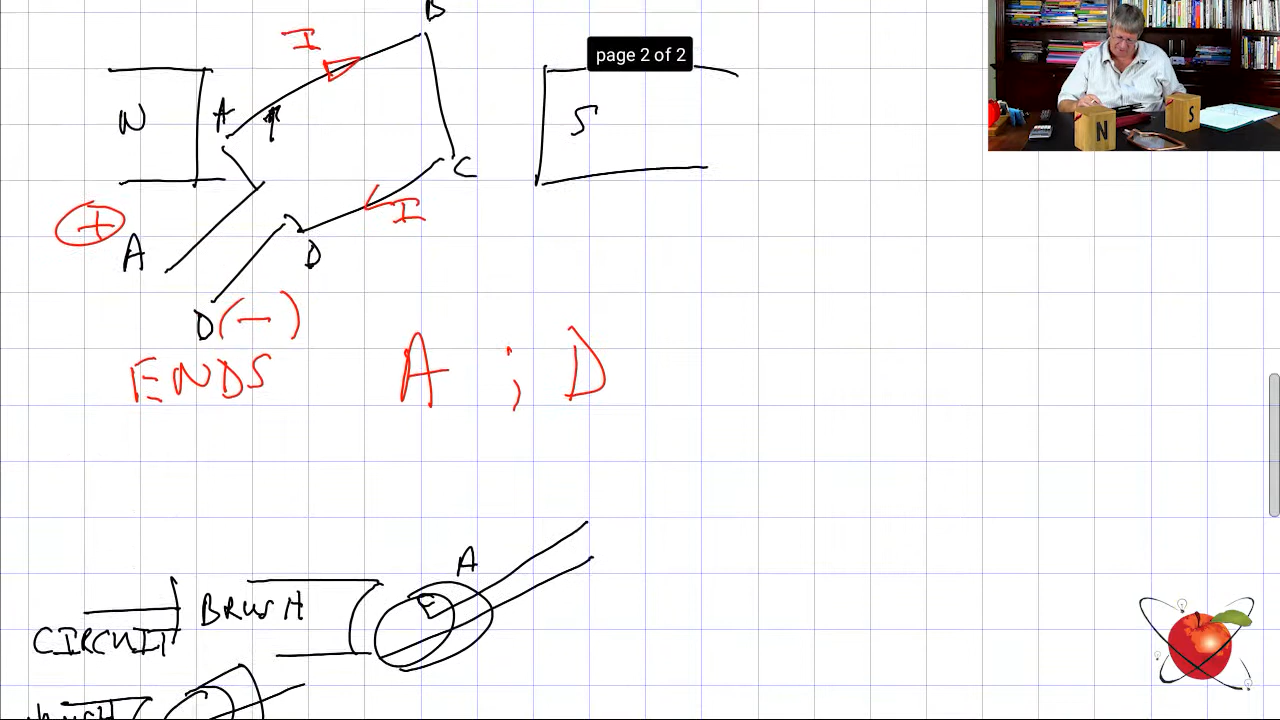 B
I
page 2 of 2
N
A
S
C
I
+
A
D
D (-)
ENDS A ; D
A
BRUSH
CIRCUIT
N
S